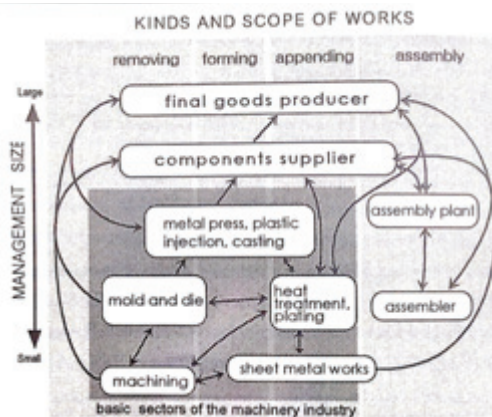 KINDS AND SCOPE OF WORKS
removing forming appending assembly
Large
final goods producer
components supplier
MANAGEMENT SIZE
metal press, plastic
injection, casting
assembly plant
mold and die
heat
treatment,
plating
assembler
Small
machining
sheet metal works
basic sectors of the machinery industry